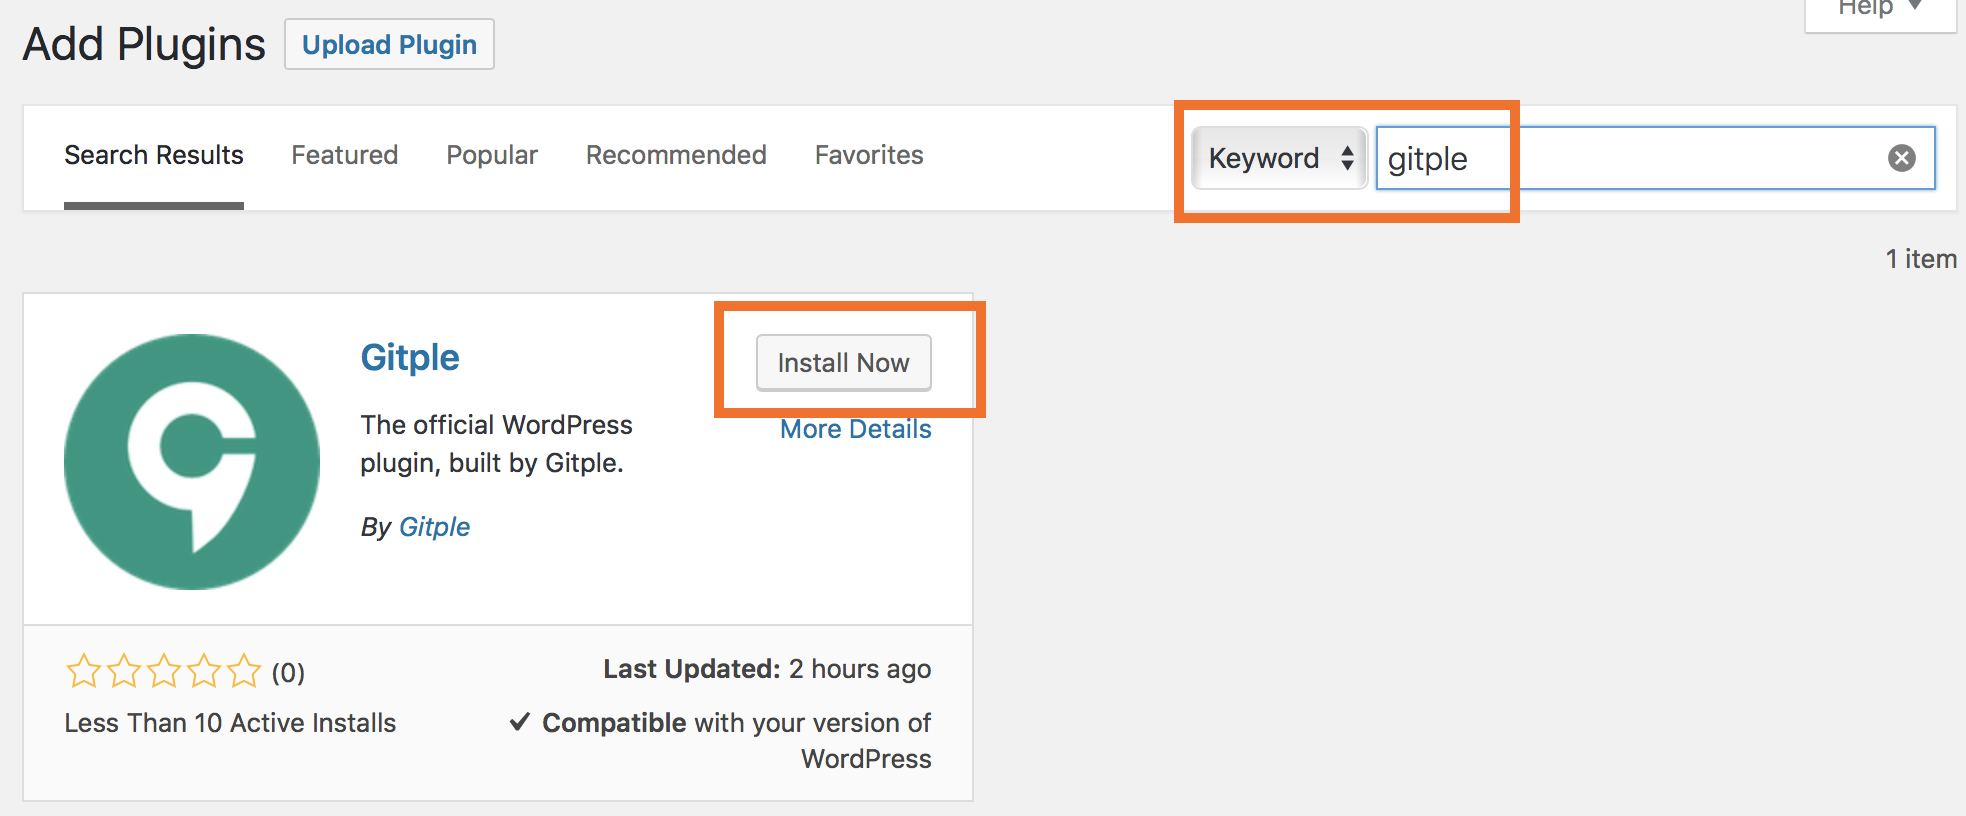 Help
Add Plugins
Upload Plugin
Search Results Featured Popular Recommended Favorites
Keyword
gitple
1 item
Gitple
Install Now
The official WordPress
plugin, built by Gitple.
More Details
By Gitple
(0)
Less Than 10 Active Installs
Last Updated: 2 hours ago
Compatible with your version of
WordPress